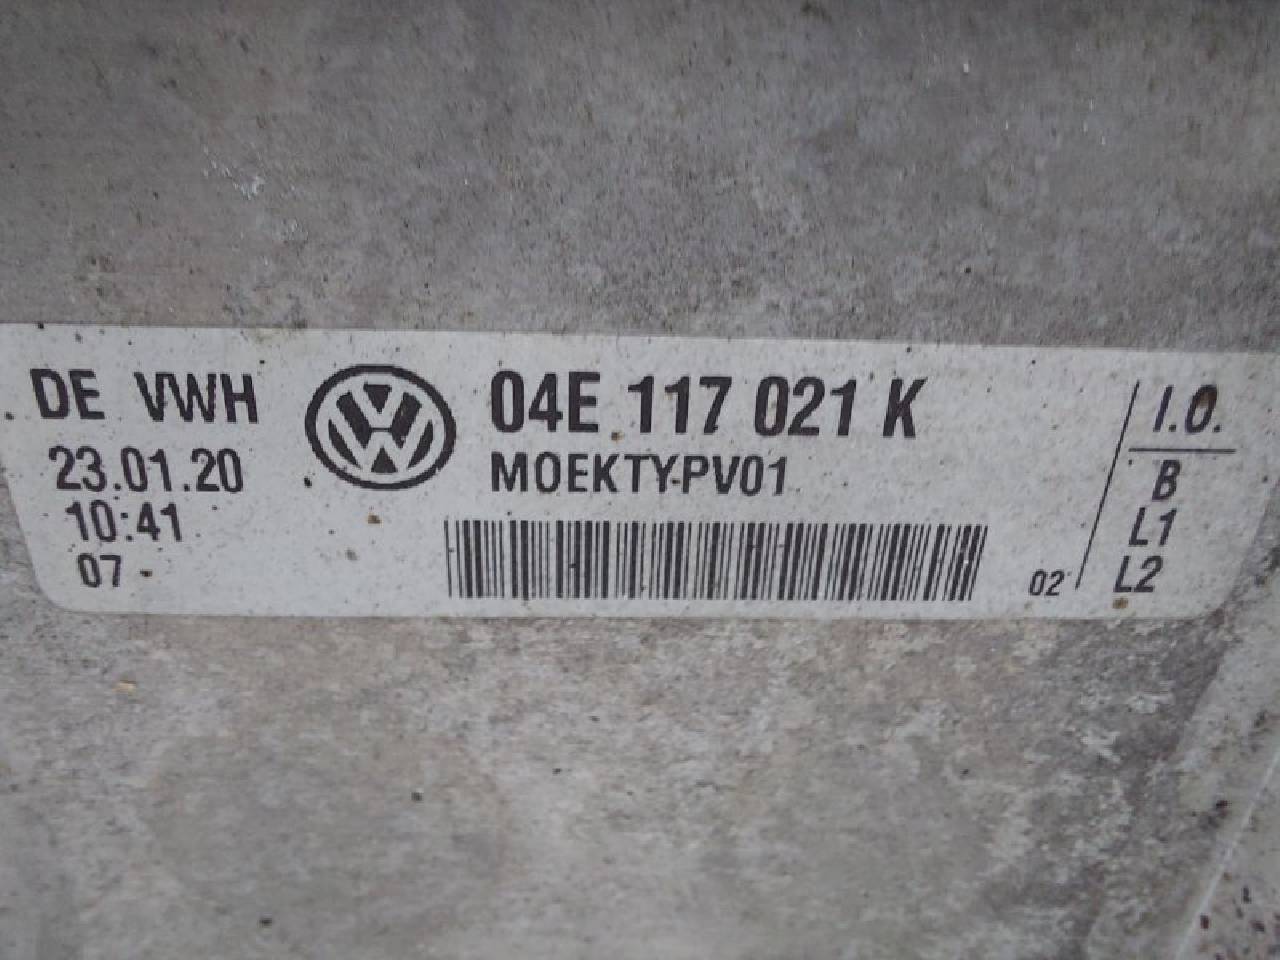 DE VWH
23.01.20
10:41
07
04E 117 021 K
MOEKTY-PV01
02
I.O.
B
L1
L2